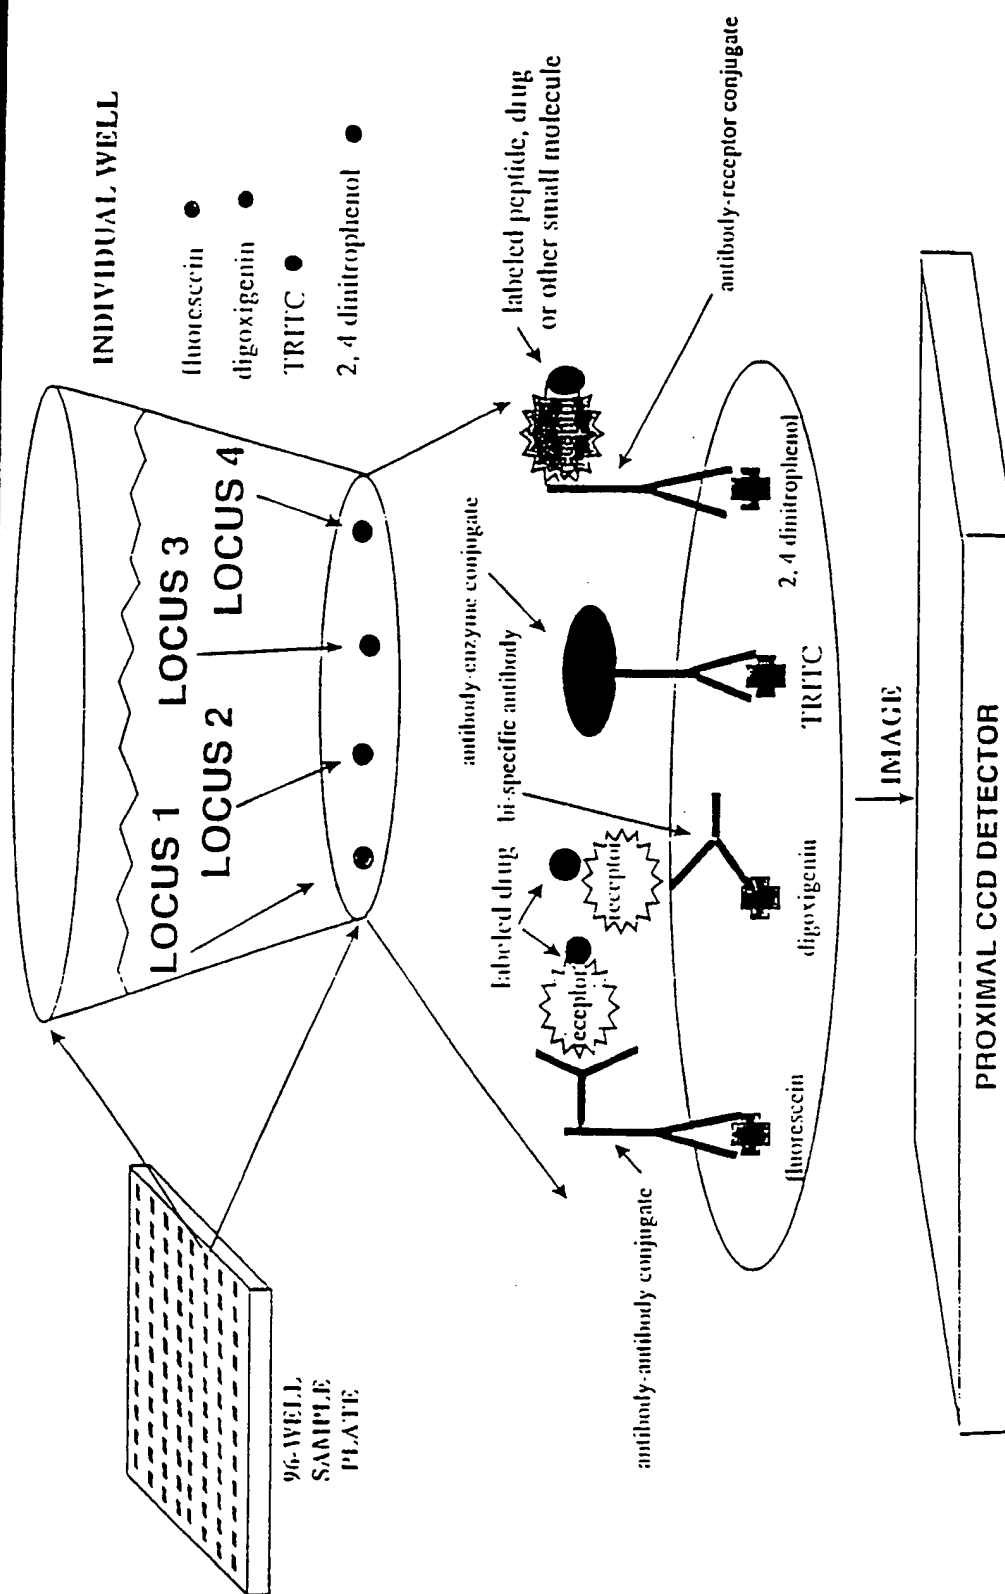 INDIVIDUAL WELL
fluorescein
digoxigenin
TRITC
2, 4 dinitrophenol
LOCUS 1
LOCUS 2
LOCUS 3
LOCUS 4
96-WELL
SAMPLE
PLATE
labeled peptide, drug
or other small molecule
antibody-receptor conjugate
antibody-enzyme conjugate
bi-specific antibody
labeled drug
receptor
receptor
receptor
antibody-antibody conjugate
fluorescein
digoxigenin
TRITC
2, 4 dinitrophenol
IMAGE
PROXIMAL CCD DETECTOR